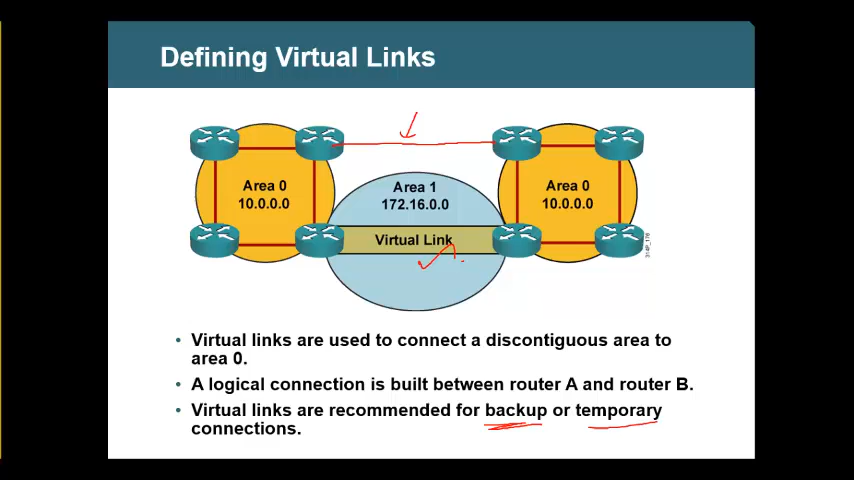 Defining Virtual Links
Area 0
10.0.0.0
Area 1
172.16.0.0
Area 0
10.0.0.0
Virtual Link
314P_176
• Virtual links are used to connect a discontiguous area to
area 0.
• A logical connection is built between router A and router B.
• Virtual links are recommended for backup or temporary
connections.